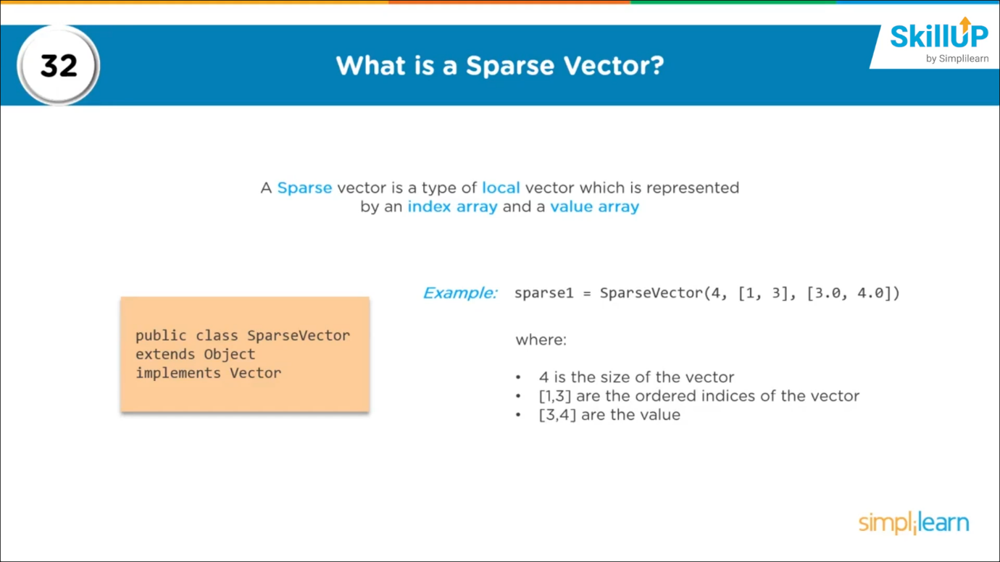 32
What is a Sparse Vector?
SkillUP
by Simplilearn
A Sparse vector is a type of local vector which is represented
by an index array and a value array
public class SparseVector
extends Object
implements Vector
Example: sparse1 = SparseVector(4, [1, 3], [3.0, 4.0])
where:
• 4 is the size of the vector
• [1,3] are the ordered indices of the vector
• [3,4] are the value
simplilearn